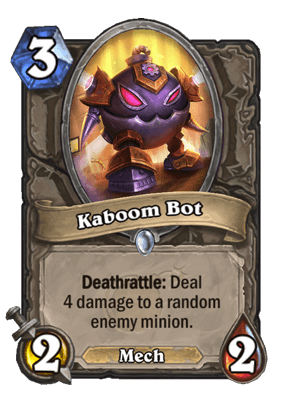 3
Kaboom Bot
Deathrattle: Deal
4 damage to a random
enemy minion.
2
Mech
2